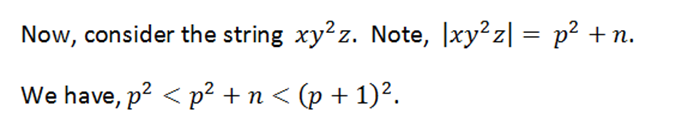 Now, consider the string xy²z. Note, |xy²z| = p² + n.
We have, p² < p² + n < (p + 1)².